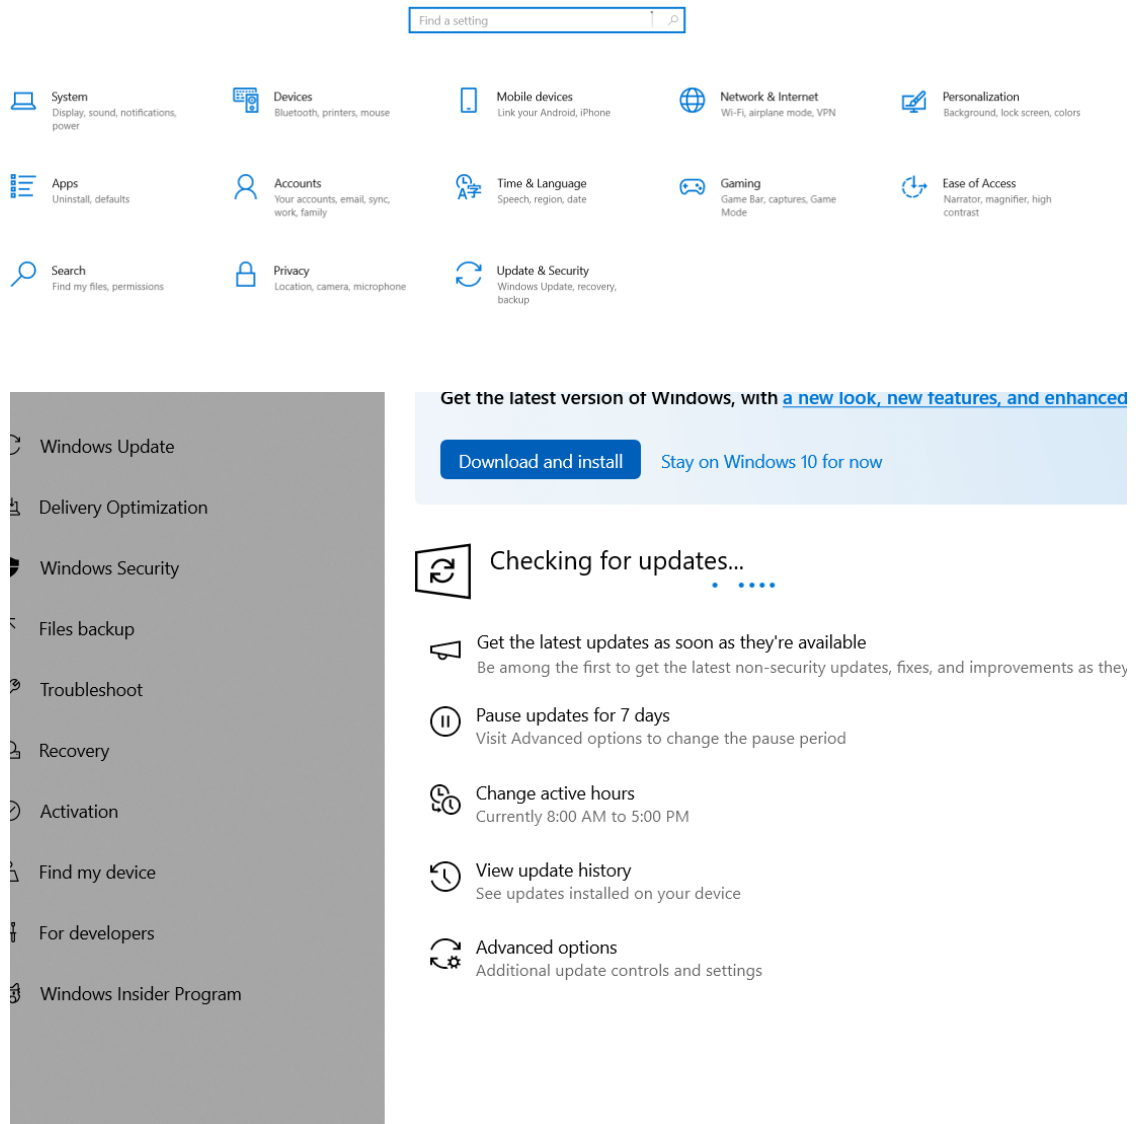 Find a setting
System
Display, sound, notifications,
power
Devices
Bluetooth, printers, mouse
Mobile devices
Link your Android, iPhone
Network & Internet
Wi-Fi, airplane mode, VPN
Personalization
Background, lock screen, colors
Apps
Uninstall, defaults
Accounts
Your accounts, email, sync,
work, family
Time & Language
Speech, region, date
Gaming
Game Bar, captures, Game
Mode
Ease of Access
Narrator, magnifier, high
contrast
Search
Find my files, permissions
Privacy
Location, camera, microphone
Update & Security
Windows Update, recovery,
backup
Windows Update
Delivery Optimization
Windows Security
Files backup
Troubleshoot
Recovery
Activation
Find my device
For developers
Windows Insider Program
Get the latest version of Windows, with a new look, new features, and enhanced
Download and install
Stay on Windows 10 for now
Checking for updates...
Get the latest updates as soon as they're available
Be among the first to get the latest non-security updates, fixes, and improvements as they
Pause updates for 7 days
Visit Advanced options to change the pause period
Change active hours
Currently 8:00 AM to 5:00 PM
View update history
See updates installed on your device
Advanced options
Additional update controls and settings